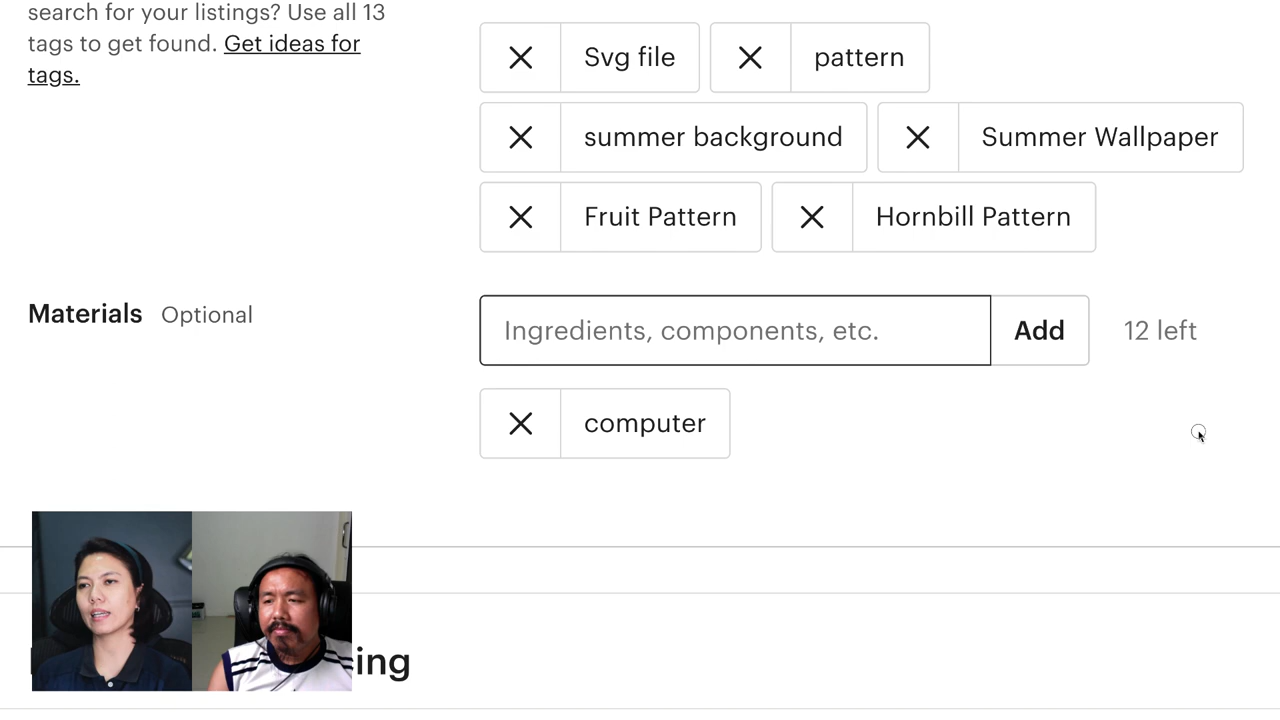 search for your listings? Use all 13
tags to get found. Get ideas for
tags.
Svg file pattern
summer background Summer Wallpaper
Fruit Pattern Hornbill Pattern
Materials Optional
Ingredients, components, etc. Add 12 left
computer
ing